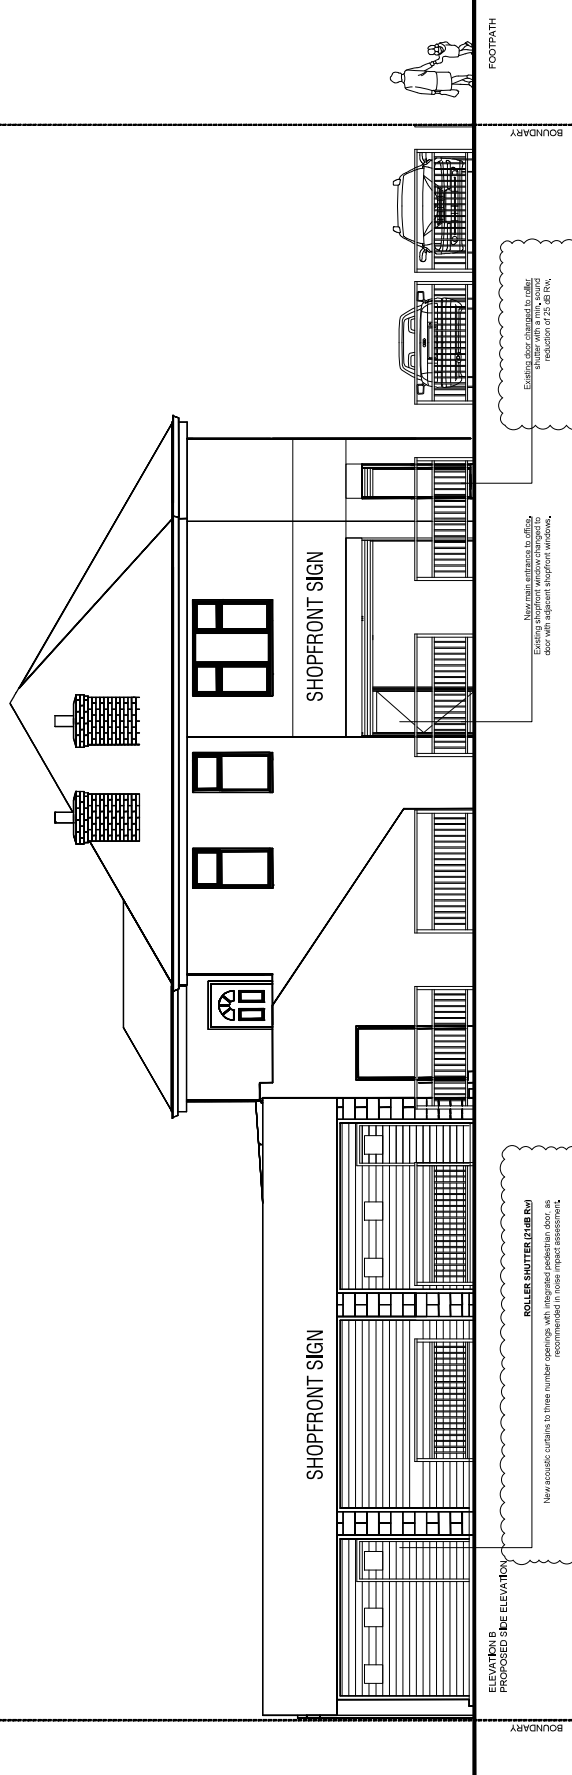 SHOPFRONT SIGN
SHOPFRONT SIGN
BOUNDARY
ELEVATION B
PROPOSED SIDE ELEVATION
ROLLER SHUTTER (21dB Rw)
New acoustic curtains to three number openings with integrated pedestrian door, as
recommended in noise impact assessment.
New main entrance to office.
Existing shopfront window changed to
door with adjacent shopfront windows.
Existing door changed to roller
shutter with a min. sound
reduction of 25 dB Rw.
BOUNDARY
FOOTPATH